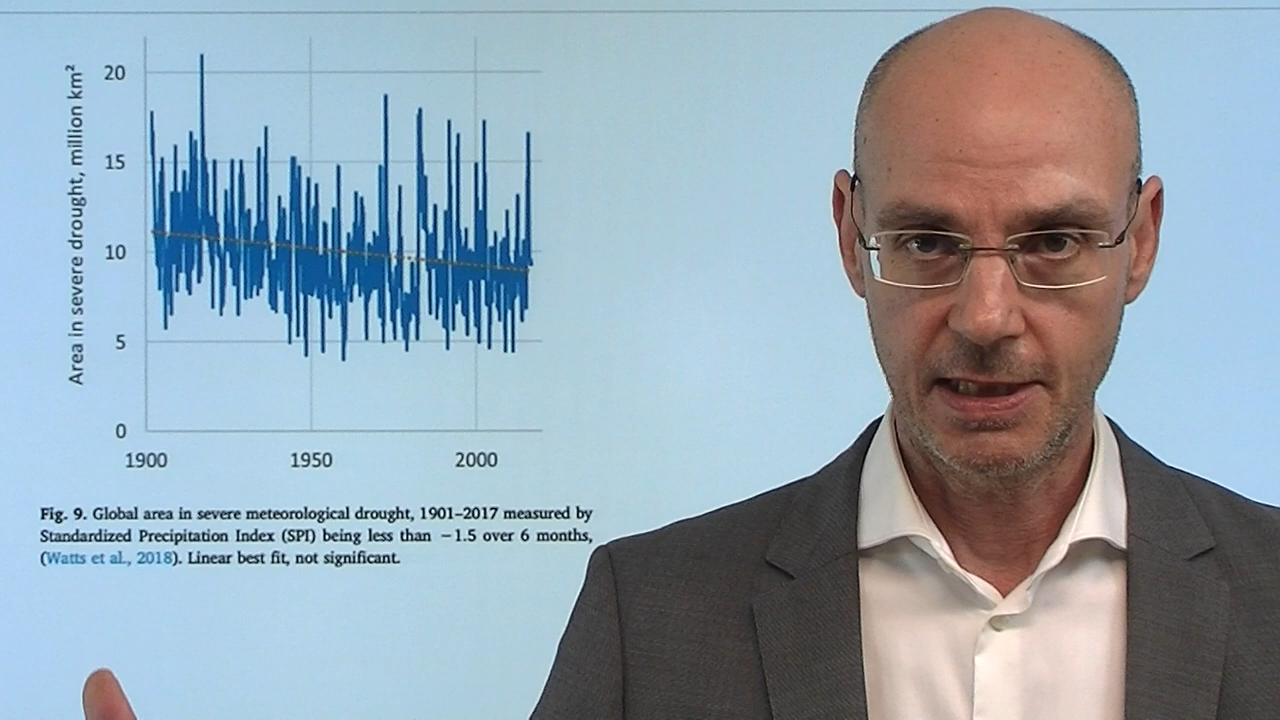 Area in severe drought, million km²
20
15
10
5
0
1900 1950 2000
Fig. 9. Global area in severe meteorological drought, 1901–2017 measured by
Standardized Precipitation Index (SPI) being less than −1.5 over 6 months,
(Watts et al., 2018). Linear best fit, not significant.